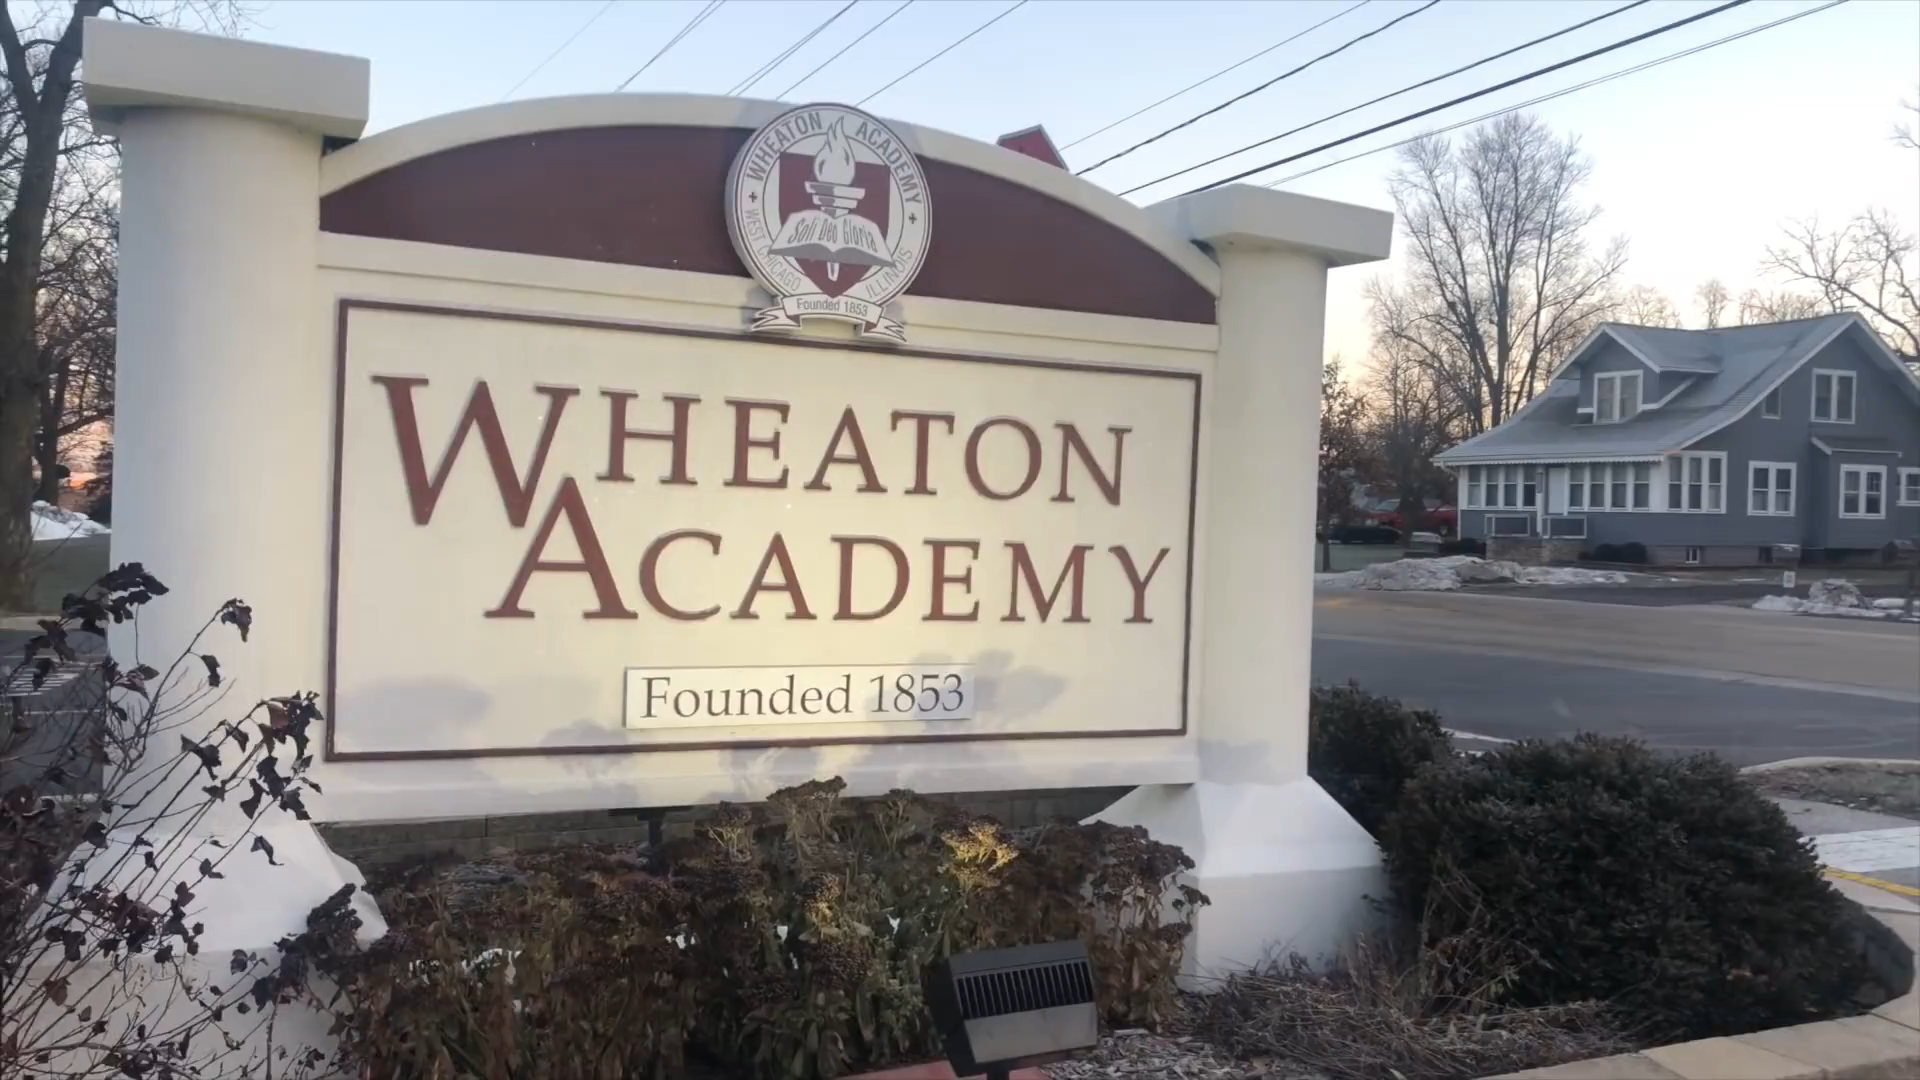 WHEATON ACADEMY
Soli Deo Gloria
WEST CHICAGO ILLINOIS
Founded 1853
WHEATON
ACADEMY
Founded 1853